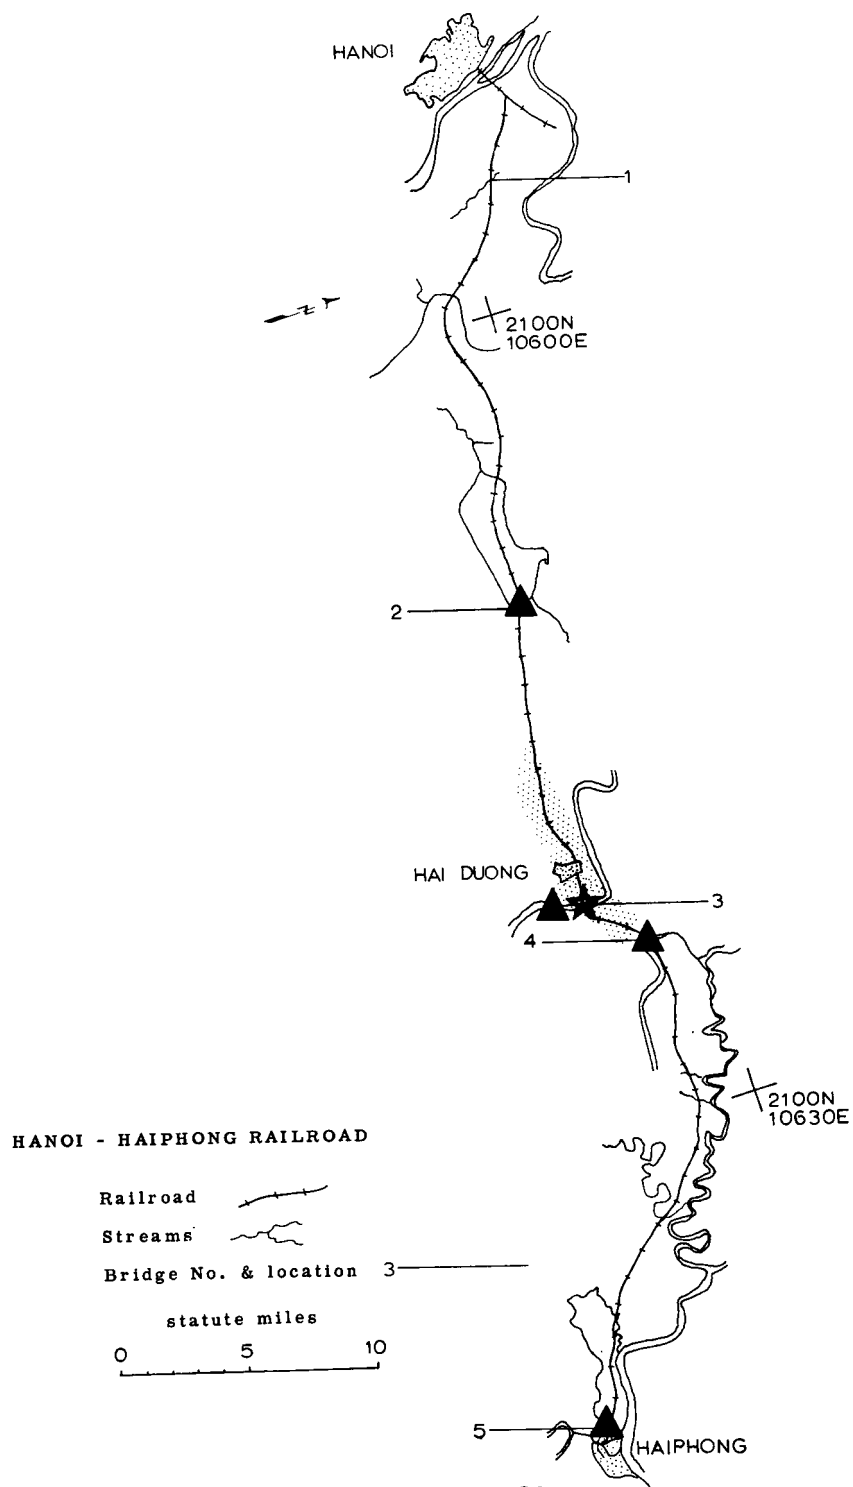 HANOI
1
N
2100N
10600E
2
HAI DUONG
3
4
2100N
10630E
HANOI - HAIPHONG RAILROAD
Railroad
Streams
Bridge No. & location 3
statute miles
0 5 10
5
HAIPHONG